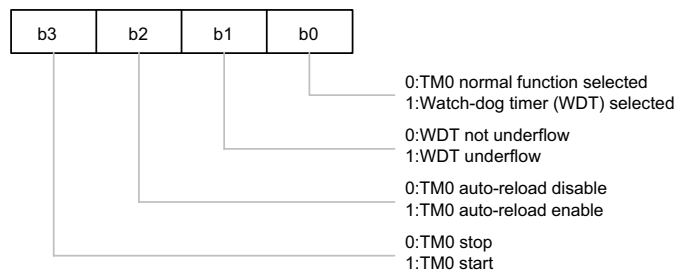 b3 b2 b1 b0
0:TM0 normal function selected
1:Watch-dog timer (WDT) selected
0:WDT not underflow
1:WDT underflow
0:TM0 auto-reload disable
1:TM0 auto-reload enable
0:TM0 stop
1:TM0 start